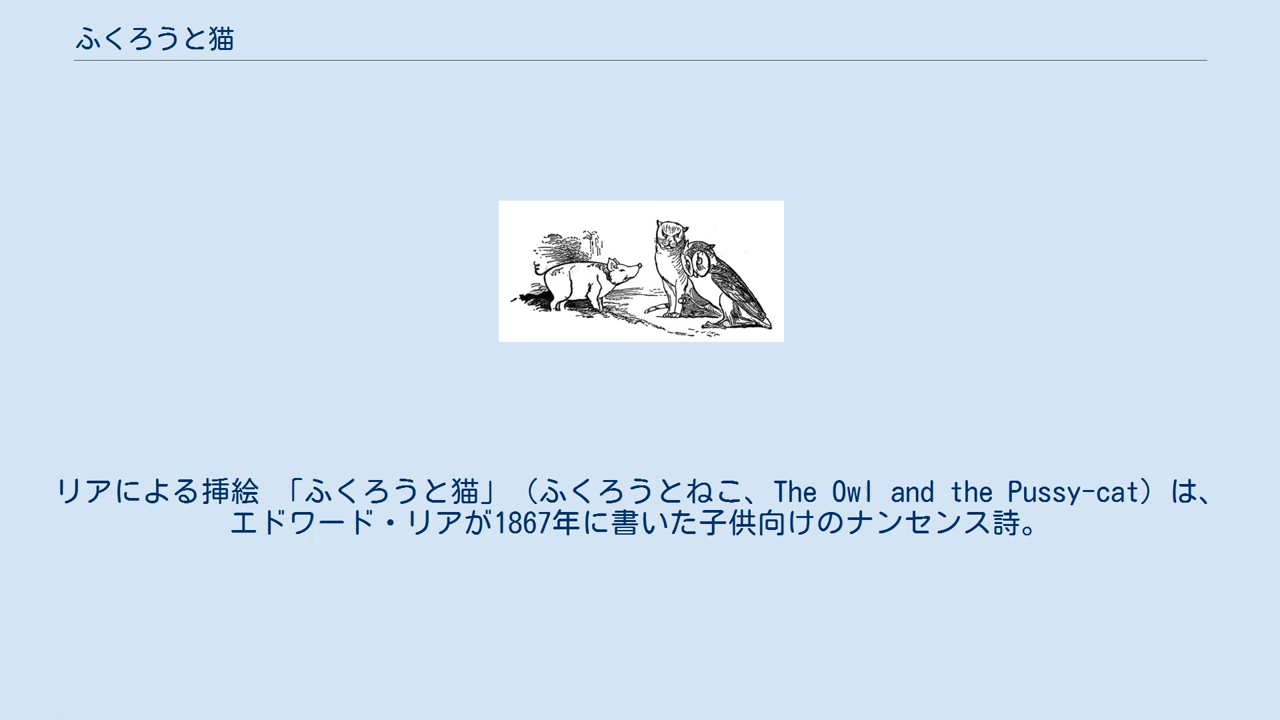 ふくろうと猫
リアによる挿絵 「ふくろうと猫」（ふくろうとねこ、The Owl and the Pussy-cat）は、
エドワード・リアが1867年に書いた子供向けのナンセンス詩。